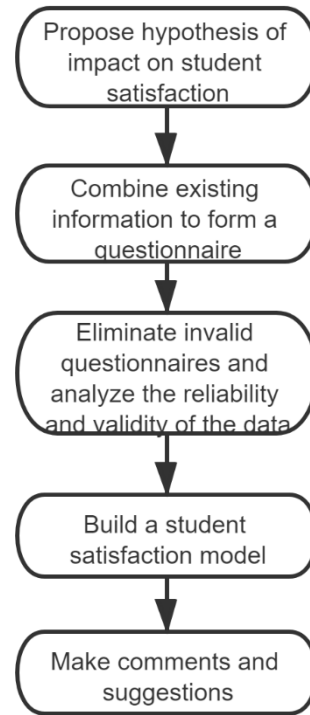 Propose hypothesis of
impact on student
satisfaction
Combine existing
information to form a
questionnaire
Eliminate invalid
questionnaires and
analyze the reliability
and validity of the data
Build a student
satisfaction model
Make comments and
suggestions